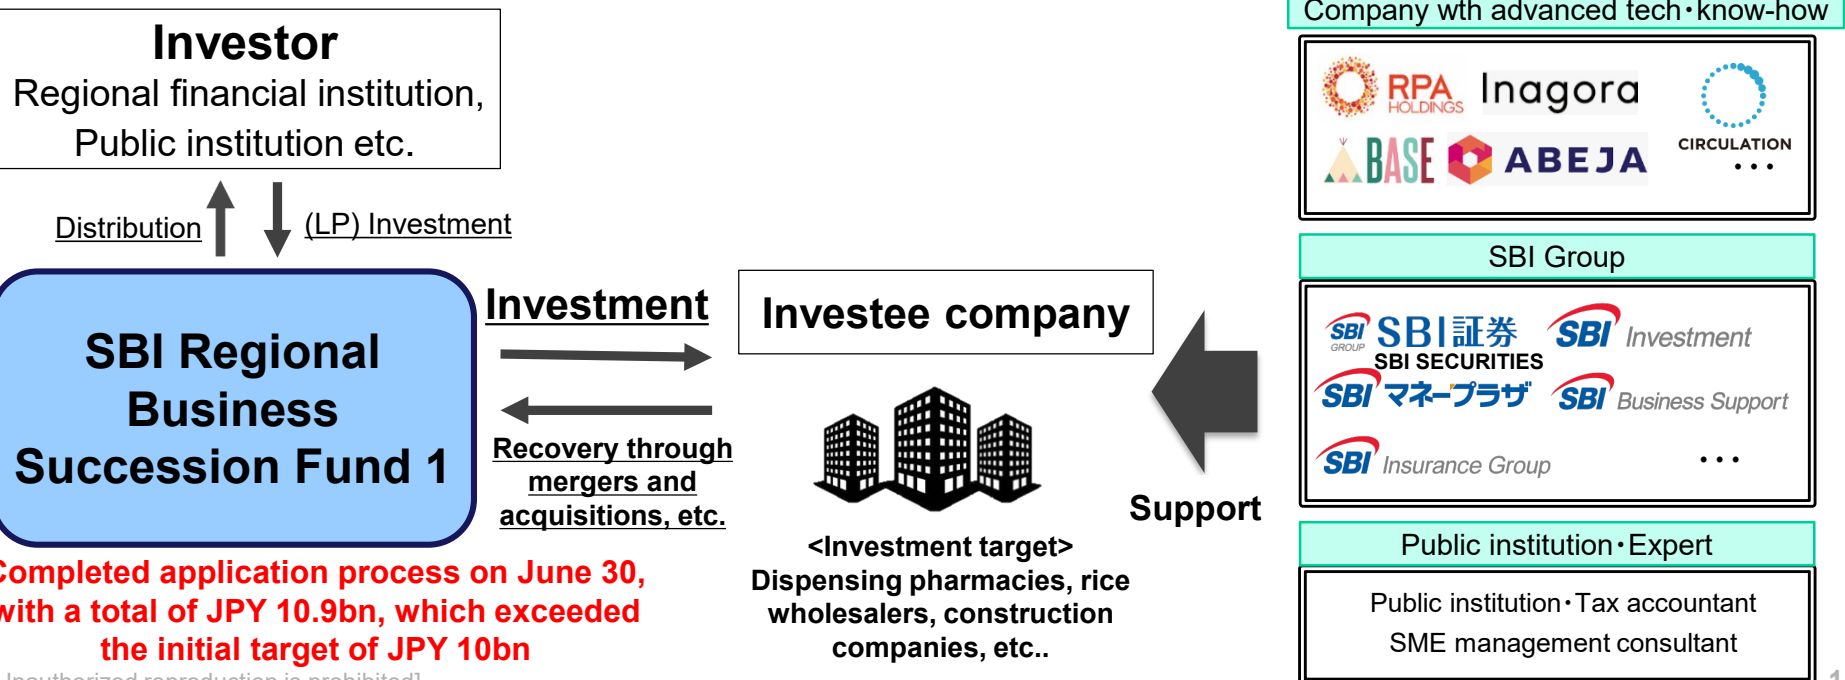 Investor
Regional financial institution,
Public institution etc.
Distribution
(LP) Investment
SBI Regional
Business
Succession Fund 1
Completed application process on June 30,
with a total of JPY 10.9bn, which exceeded
the initial target of JPY 10bn
Unauthorized reproduction is prohibited]
Investment
Recovery through
mergers and
acquisitions, etc.
Investee company
<Investment target>
Dispensing pharmacies, rice
wholesalers, construction
companies, etc..
Support
Company wth advanced tech・know-how
RPA
HOLDINGS
Inagora
CIRCULATION
BASE
ABEJA
・・・
SBI Group
SBI
GROUP
SBI証券
SBI SECURITIES
SBI Investment
SBI マネープラザ
SBI Business Support
SBI Insurance Group
・・・
Public institution・Expert
Public institution・Tax accountant
SME management consultant